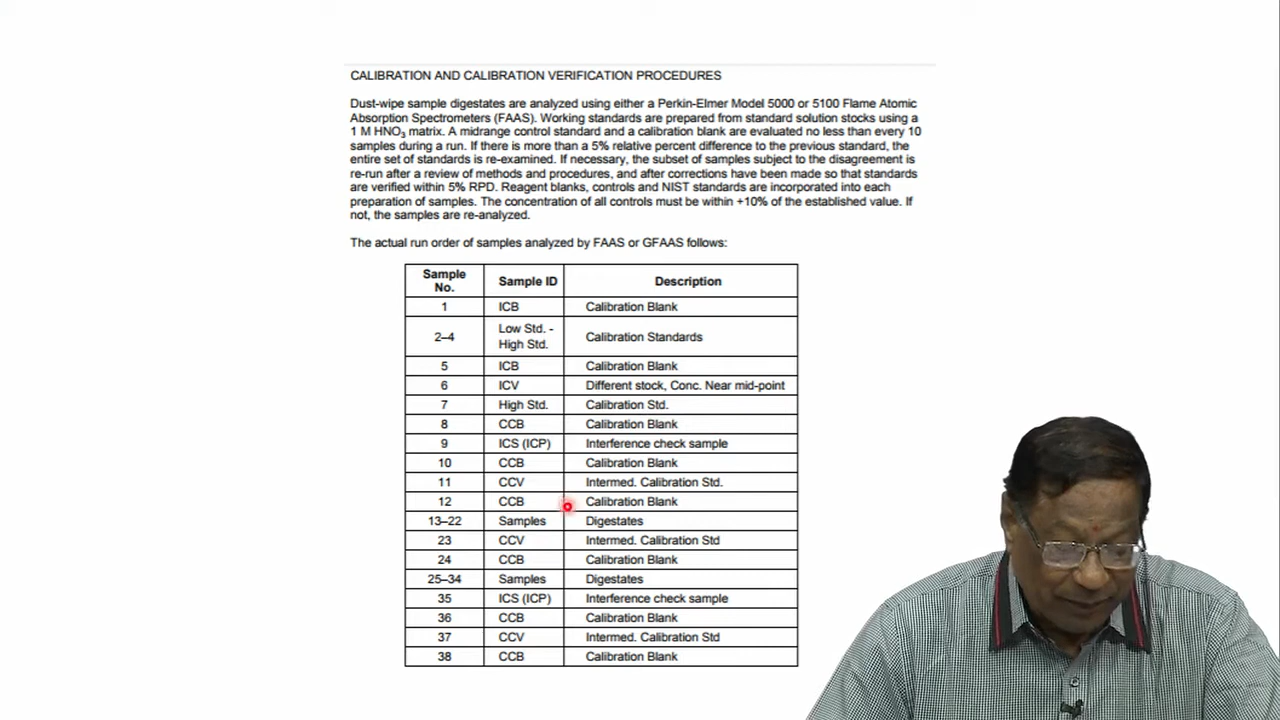 CALIBRATION AND CALIBRATION VERIFICATION PROCEDURES
Dust-wipe sample digestates are analyzed using either a Perkin-Elmer Model 5000 or 5100 Flame Atomic
Absorption Spectrometers (FAAS). Working standards are prepared from standard solution stocks using a
1 M HNO₃ matrix. A midrange control standard and a calibration blank are evaluated no less than every 10
samples during a run. If there is more than a 5% relative percent difference to the previous standard, the
entire set of standards is re-examined. If necessary, the subset of samples subject to the disagreement is
re-run after a review of methods and procedures, and after corrections have been made so that standards
are verified within 5% RPD. Reagent blanks, controls and NIST standards are incorporated into each
preparation of samples. The concentration of all controls must be within +10% of the established value. If
not, the samples are re-analyzed.
The actual run order of samples analyzed by FAAS or GFAAS follows:
Sample No. Sample ID Description
1 ICB Calibration Blank
2–4 Low Std. - High Std. Calibration Standards
5 ICB Calibration Blank
6 ICV Different stock, Conc. Near mid-point
7 High Std. Calibration Std.
8 CCB Calibration Blank
9 ICS (ICP) Interference check sample
10 CCB Calibration Blank
11 CCV Intermed. Calibration Std.
12 CCB Calibration Blank
13–22 Samples Digestates
23 CCV Intermed. Calibration Std
24 CCB Calibration Blank
25–34 Samples Digestates
35 ICS (ICP) Interference check sample
36 CCB Calibration Blank
37 CCV Intermed. Calibration Std
38 CCB Calibration Blank